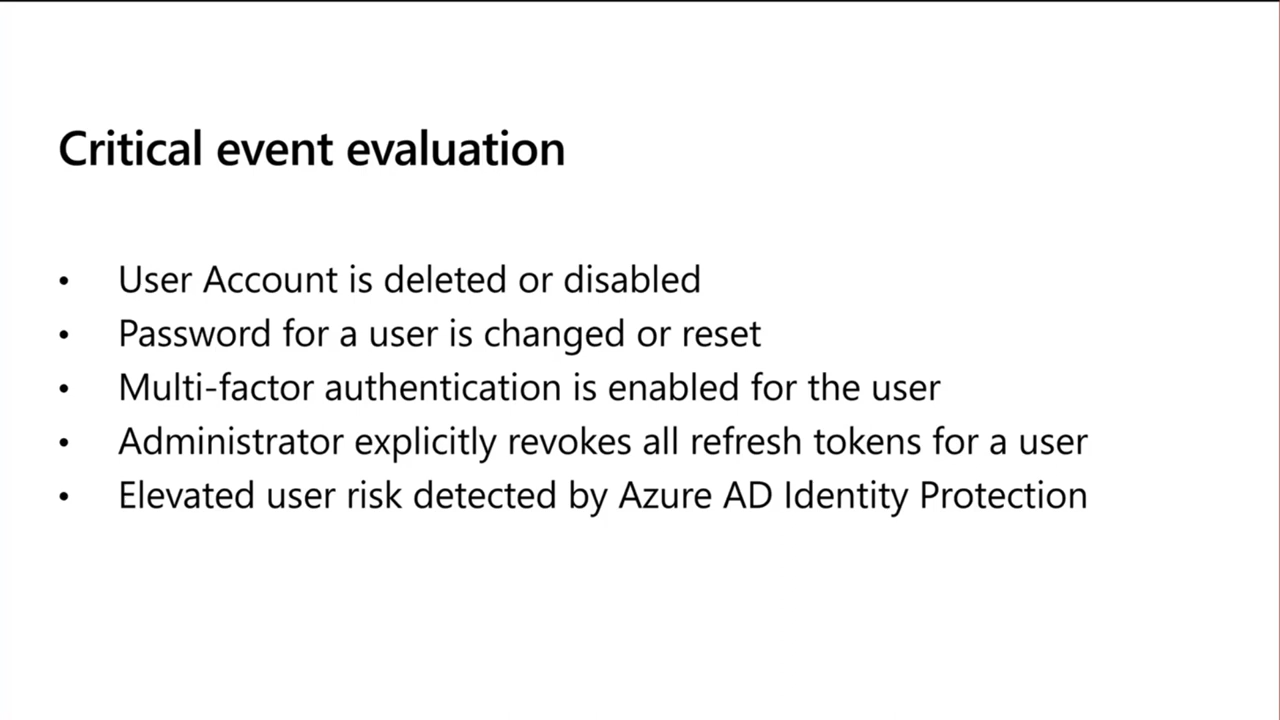 Critical event evaluation
• User Account is deleted or disabled
• Password for a user is changed or reset
• Multi-factor authentication is enabled for the user
• Administrator explicitly revokes all refresh tokens for a user
• Elevated user risk detected by Azure AD Identity Protection